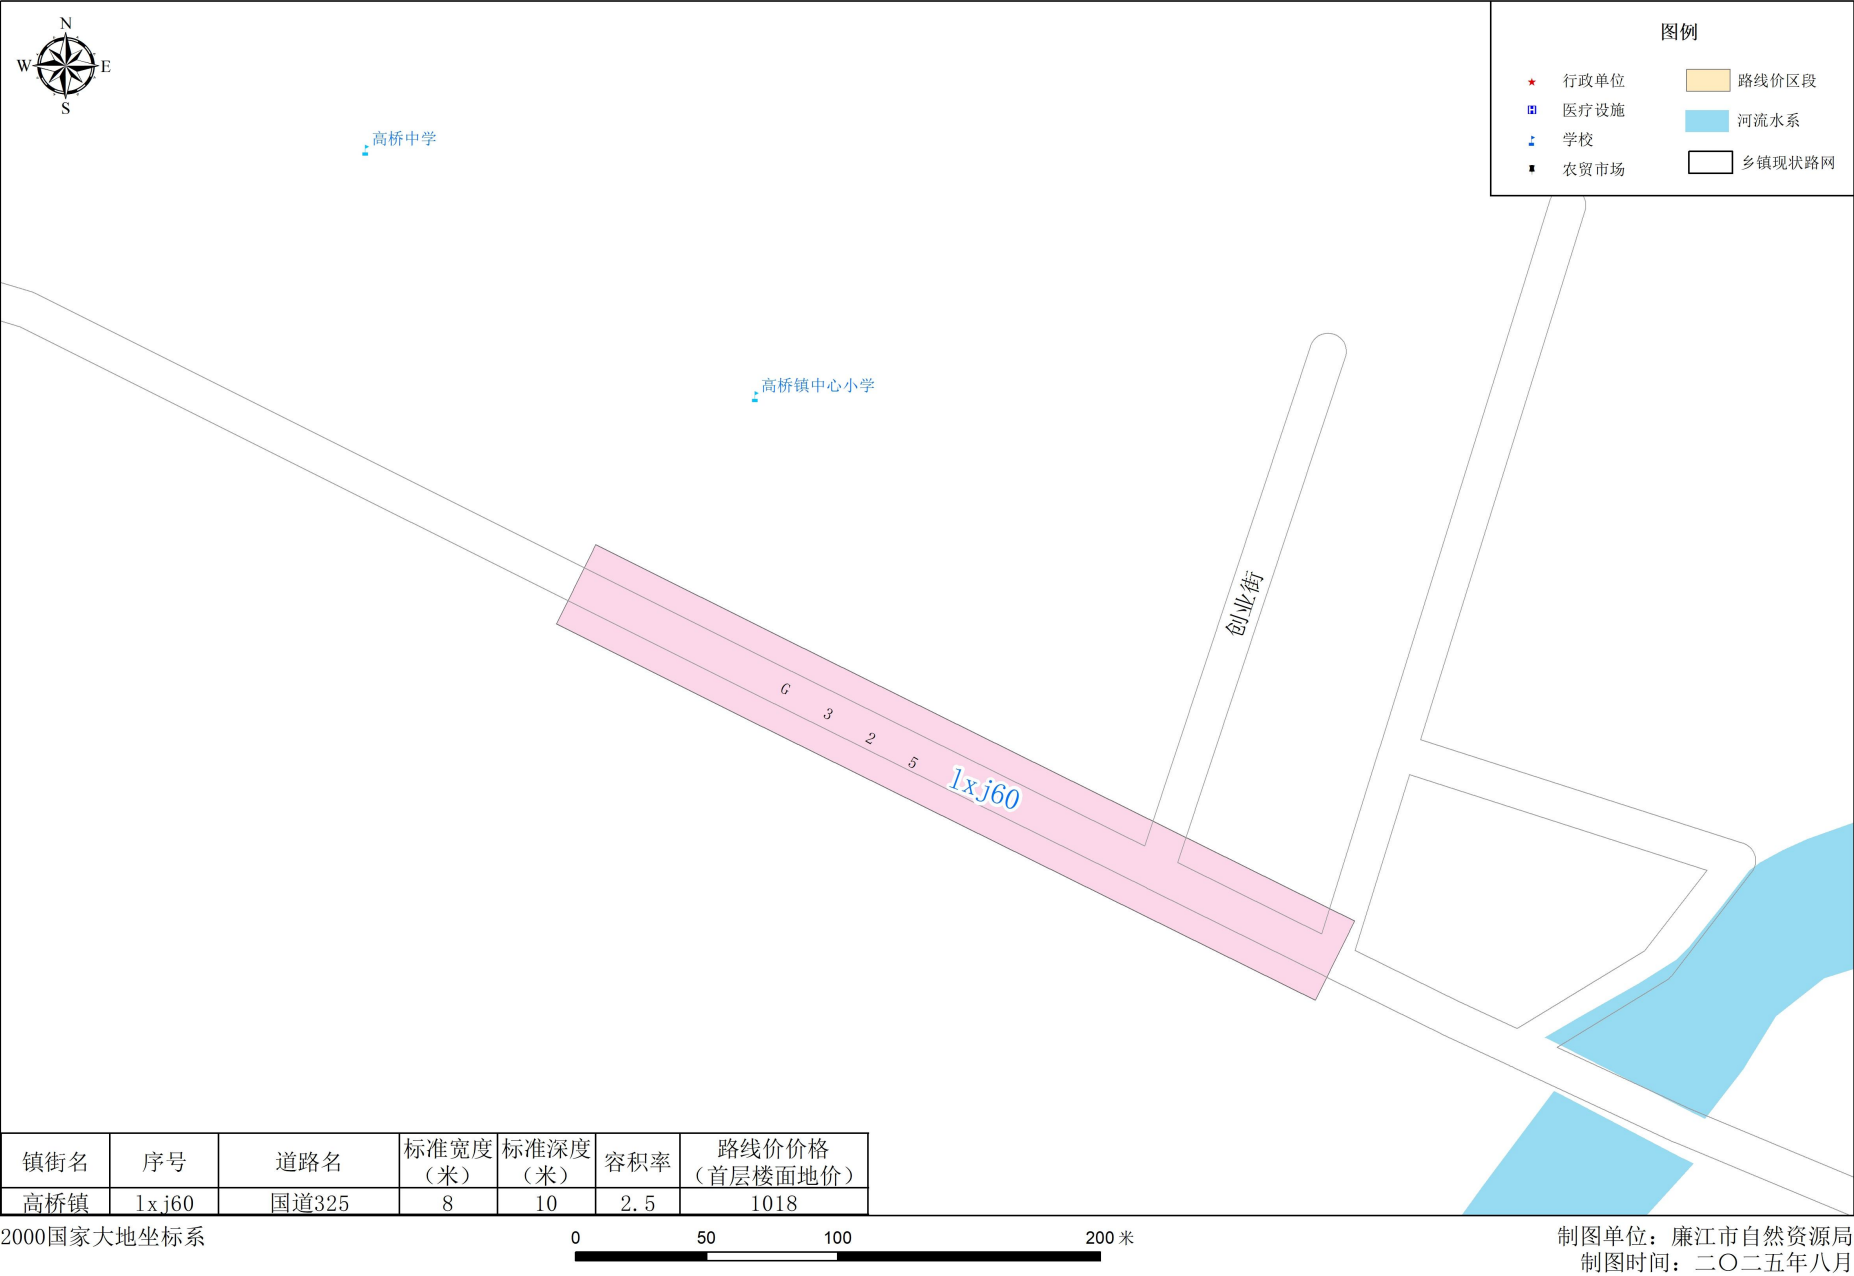 N
W
E
S
图例
行政单位
路线价区段
医疗设施
河流水系
学校
乡镇现状路网
农贸市场
高桥中学
高桥镇中心小学
创业街
G325
lxj60
镇街名 序号 道路名 标准宽度（米） 标准深度（米） 容积率 路线价价格（首层楼面地价）
高桥镇 lxj60 国道325 8 10 2.5 1018
2000国家大地坐标系
0 50 100 200 米
制图单位：廉江市自然资源局
制图时间：二〇二五年八月